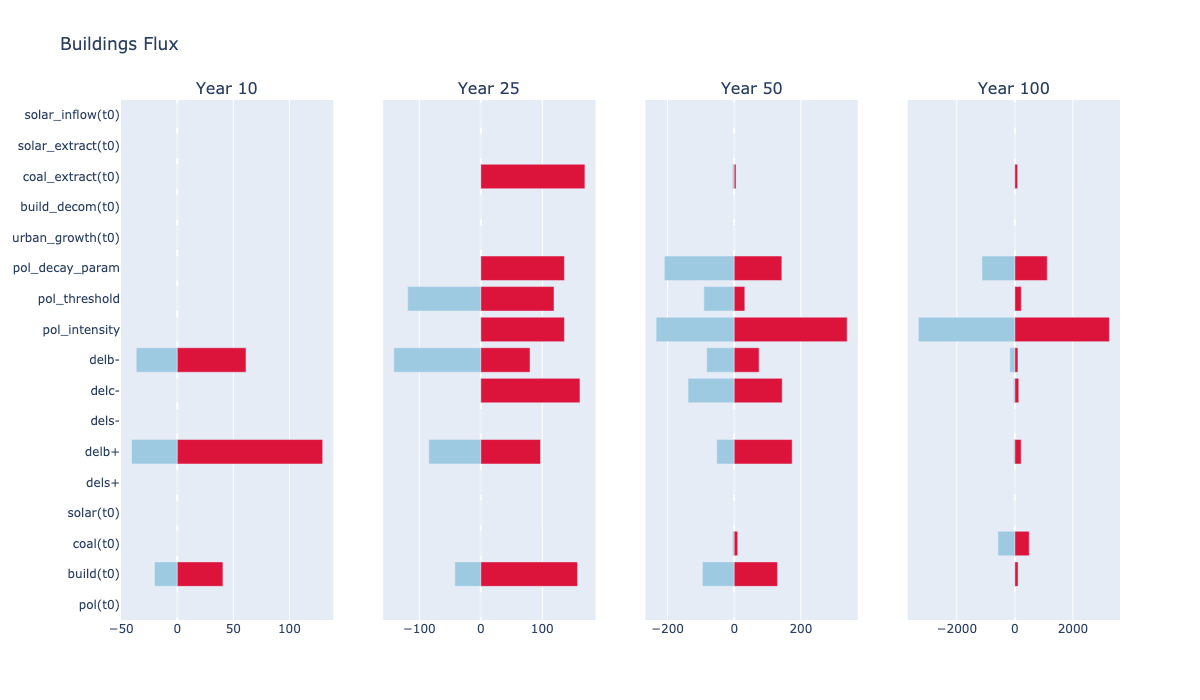 Buildings Flux
Year 10
Year 25
Year 50
Year 100
solar_inflow(t0)
solar_extract(t0)
coal_extract(t0)
build_decom(t0)
urban_growth(t0)
pol_decay_param
pol_threshold
pol_intensity
delb-
delc-
dels-
delb+
dels+
solar(t0)
coal(t0)
build(t0)
pol(t0)
−50 0 50 100
−100 0 100
−200 0 200
−2000 0 2000